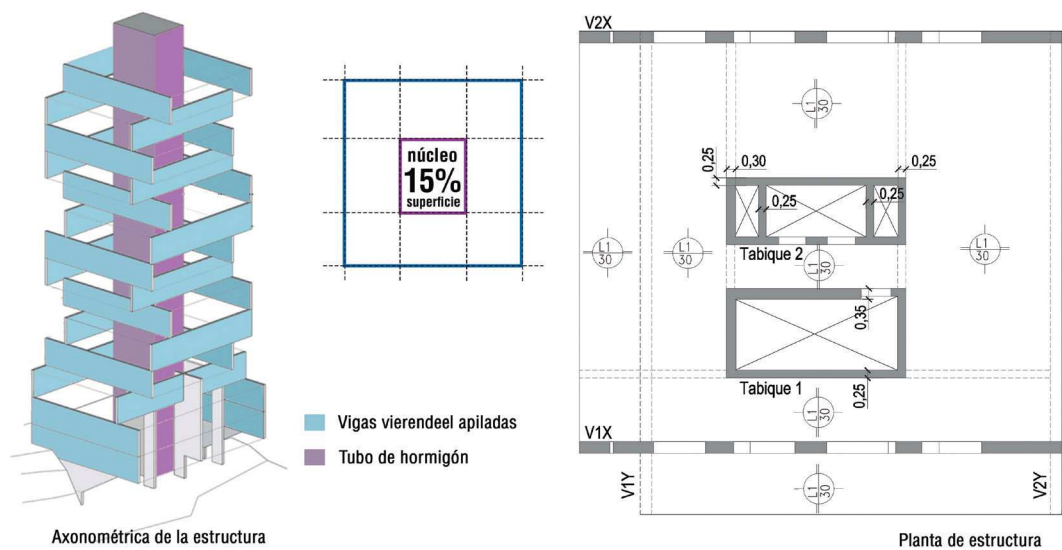 núcleo
15%
superficie
Vigas vierendeel apiladas
Tubo de hormigón
Axonométrica de la estructura
V2X
L1
30
0,25
0,30
0,25
0,25
0,25
L1
30
L1
30
Tabique 2
L1
30
L1
30
0,35
Tabique 1
0,25
L1
30
V1X
V1Y
L1
30
V2Y
Planta de estructura